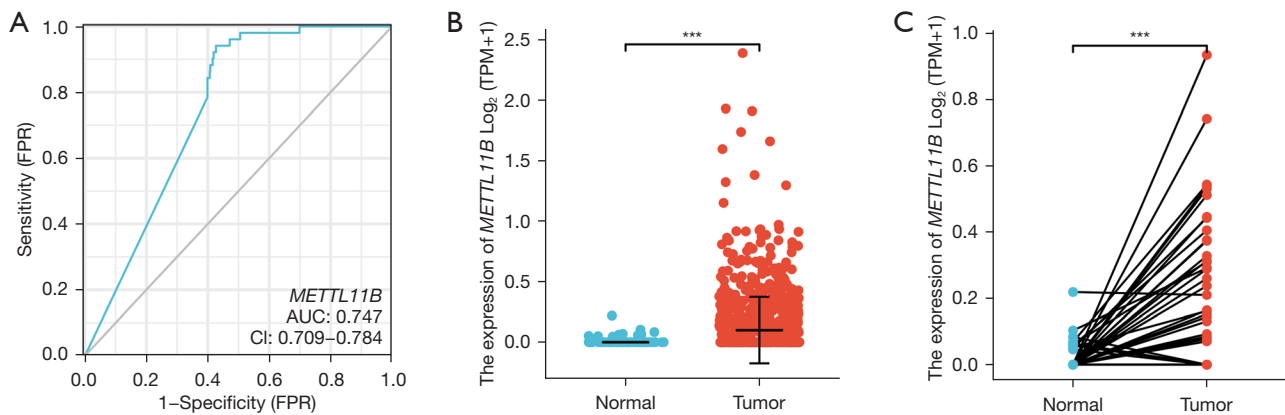 A
Sensitivity (FPR)
1.0
0.8
0.6
0.4
0.2
0.0
METTL11B
AUC: 0.747
CI: 0.709–0.784
0.0 0.2 0.4 0.6 0.8 1.0
1–Specificity (FPR)
B
The expression of METTL11B Log₂ (TPM+1)
2.5
2.0
1.5
1.0
0.5
0.0
***
Normal Tumor
C
The expression of METTL11B Log₂ (TPM+1)
1.0
0.8
0.6
0.4
0.2
0.0
***
Normal Tumor